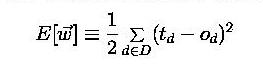 E[w⃗] ≡ 1/2 ∑_{d∈D} (t_d − o_d)²